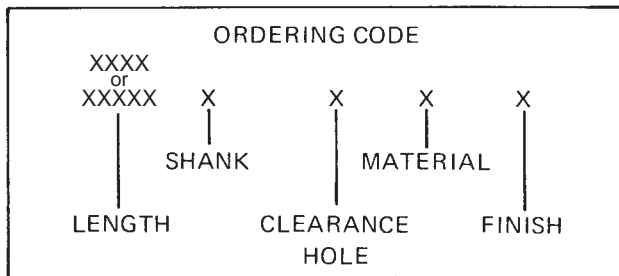 ORDERING CODE
XXXX
or
XXXXX X X X X
SHANK MATERIAL
LENGTH CLEARANCE FINISH
HOLE